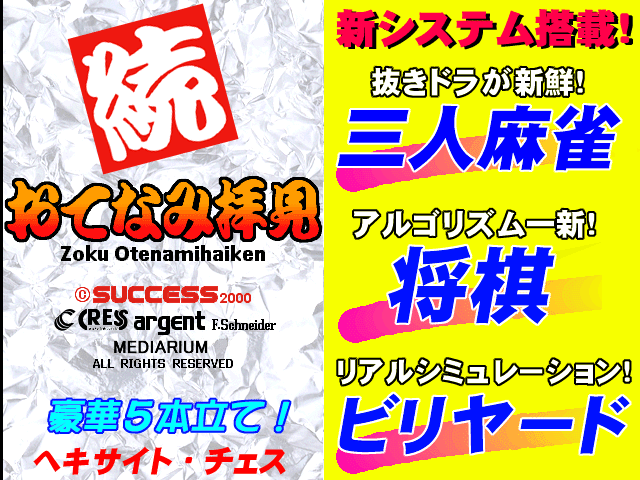 続
おてなみ拝見
Zoku Otenamihaiken
© SUCCESS 2000
CRESS argent F.Schneider
MEDIARIUM
ALL RIGHTS RESERVED
豪華5本立て！
ヘキサイト・チェス
新システム搭載!
抜きドラが新鮮!
三人麻雀
アルゴリズム一新!
将棋
リアルシミュレーション!
ビリヤード